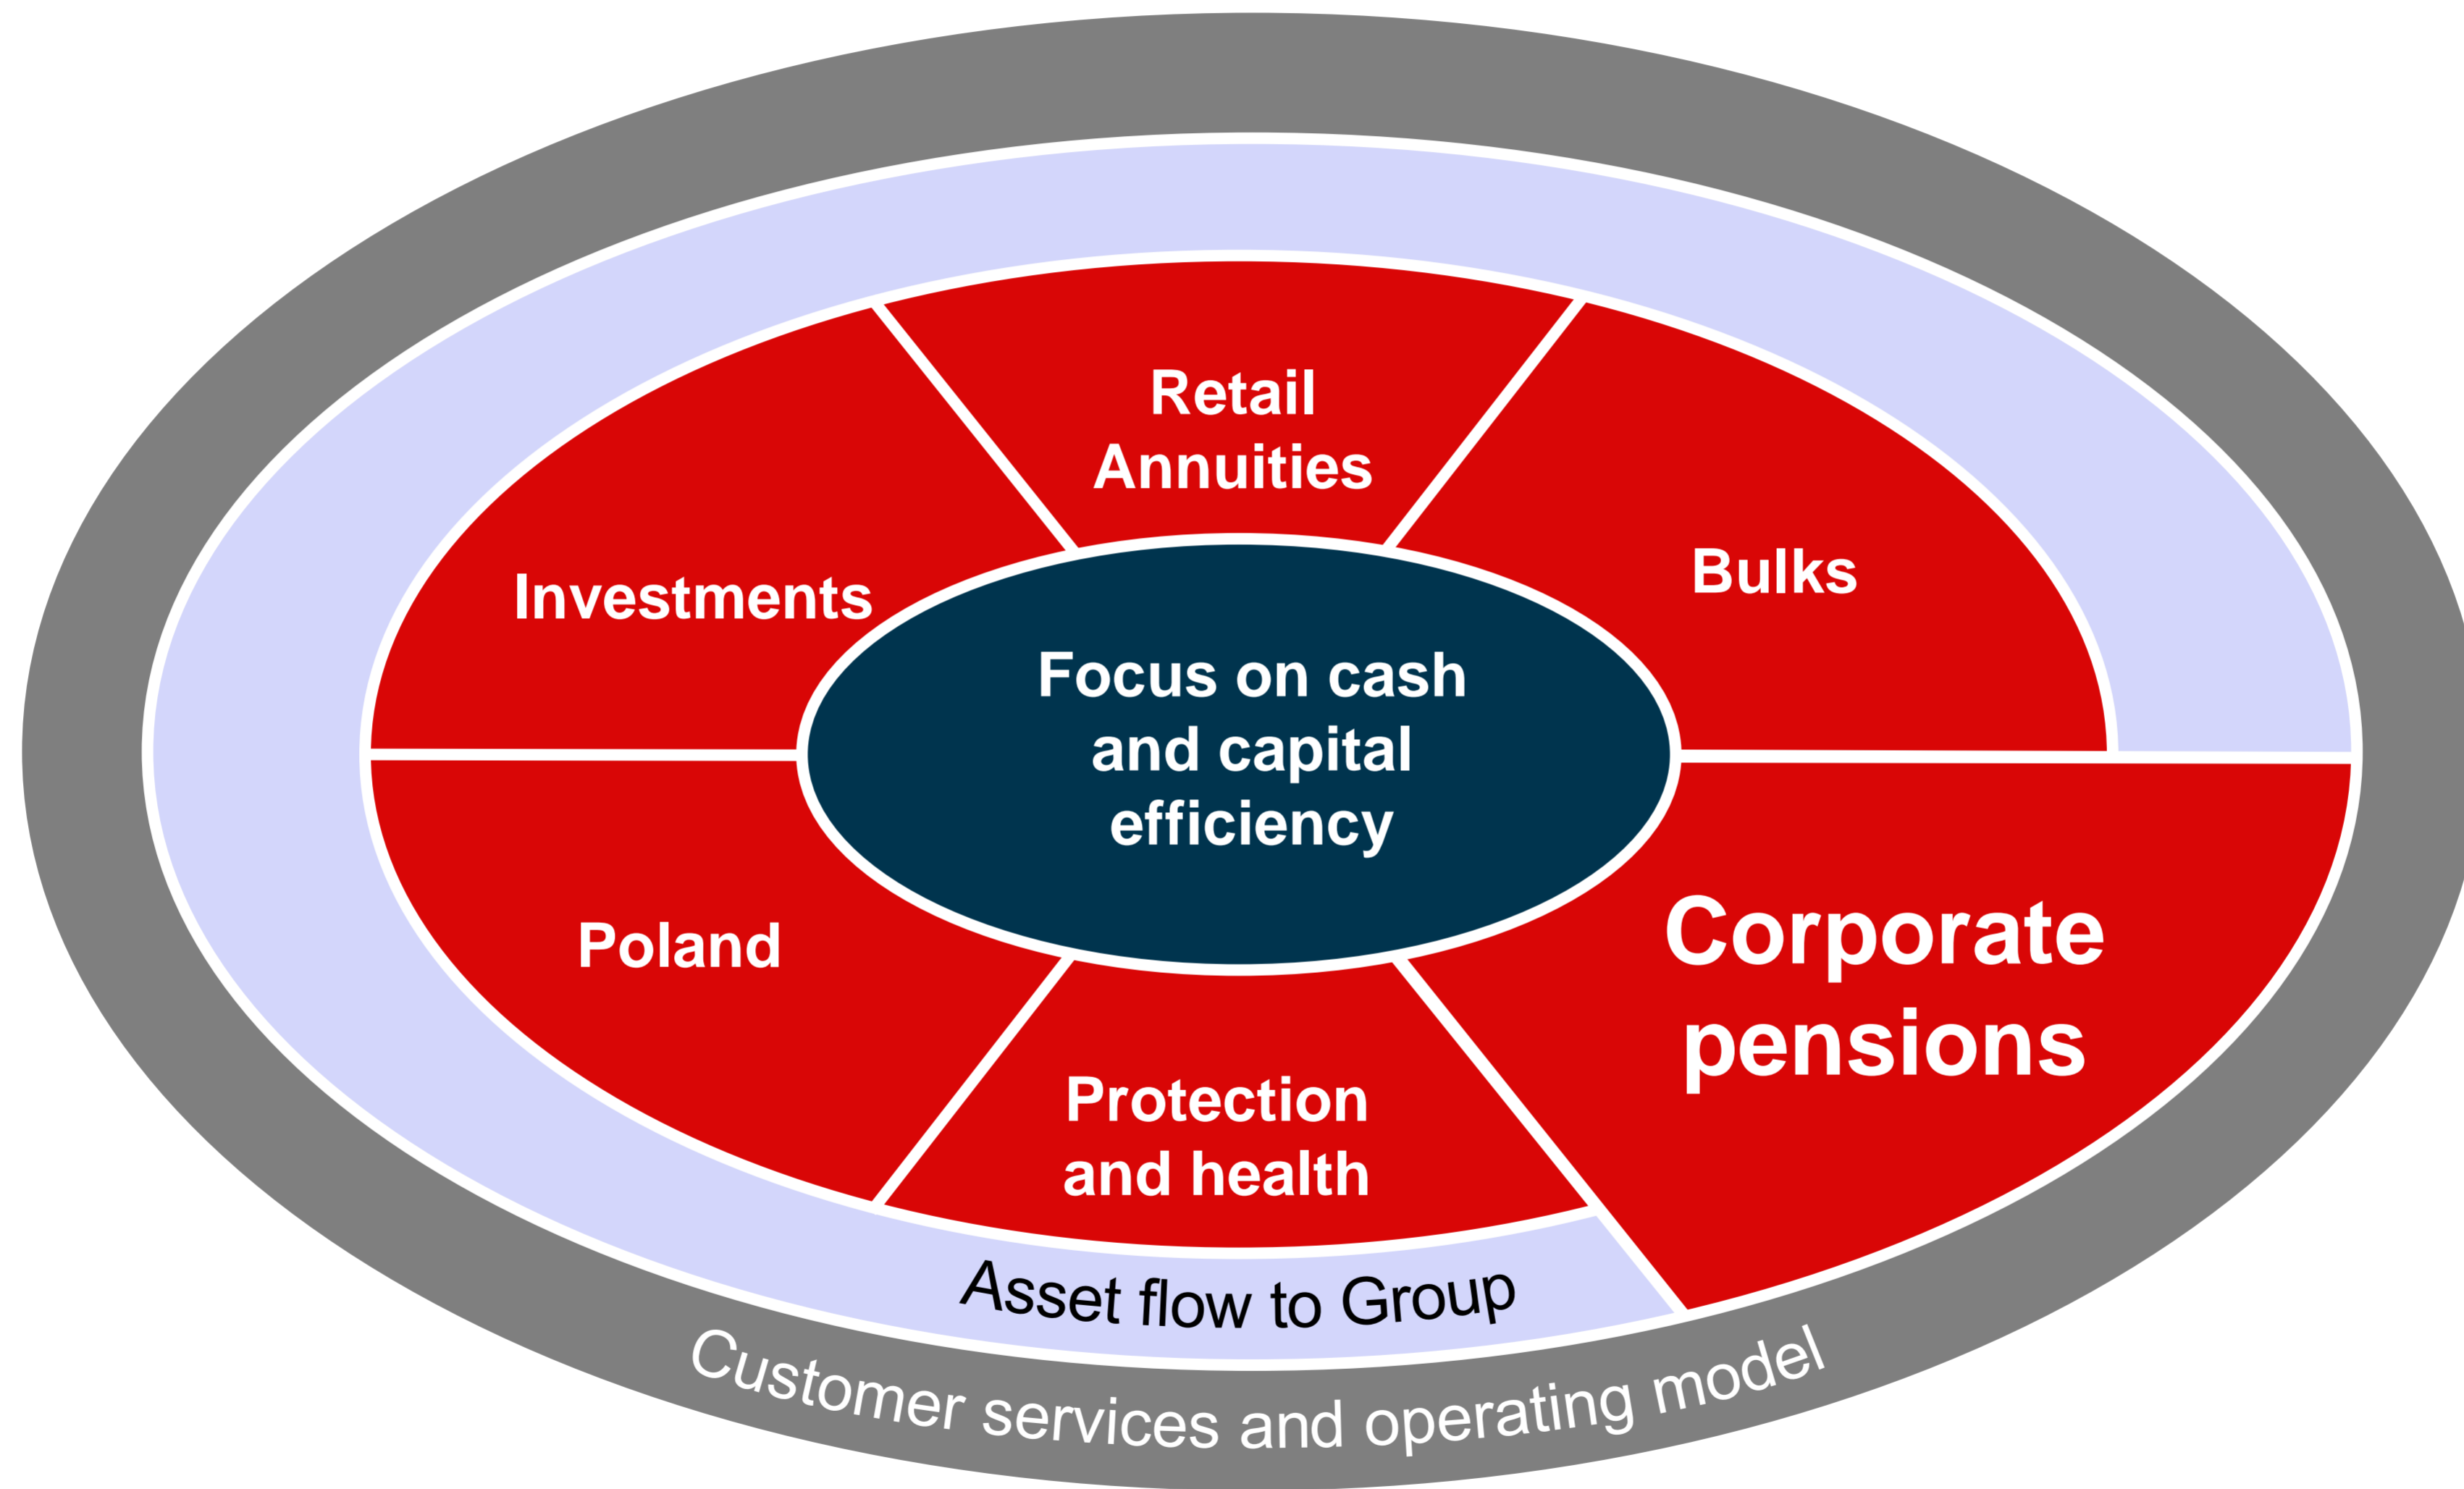 Retail
Annuities
Bulks
Investments
Focus on cash
and capital
efficiency
Poland
Corporate
pensions
Protection
and health
Asset flow to Group
Customer services and operating model